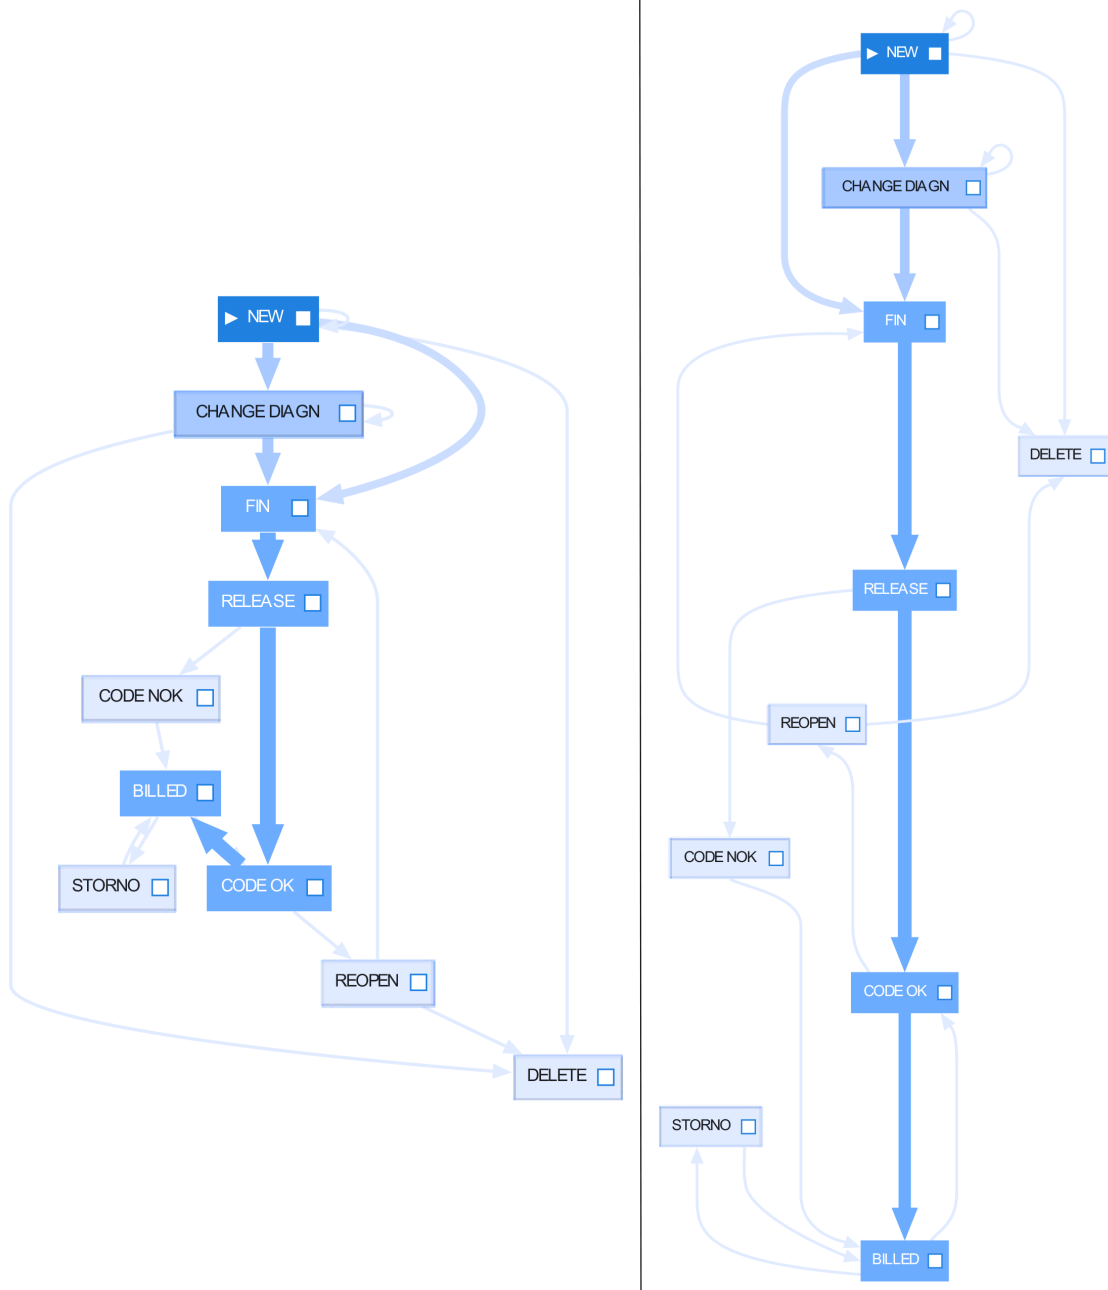 NEW
CHANGE DIAGN
FIN
RELEASE
CODE NOK
BILLED
STORNO
CODE OK
REOPEN
DELETE
NEW
CHANGE DIAGN
FIN
DELETE
RELEASE
REOPEN
CODE NOK
CODE OK
STORNO
BILLED